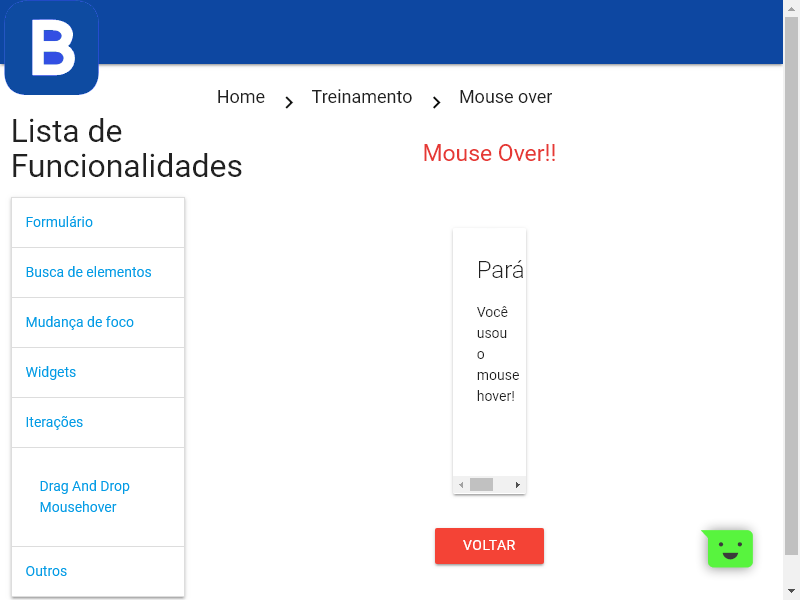 B
Home
Treinamento
Mouse over
Lista de
Funcionalidades
Mouse Over!!
Formulário
Busca de elementos
Mudança de foco
Widgets
Iterações
Drag And Drop
Mousehover
Outros
Pará
Você
usou
o
mouse
hover!
VOLTAR